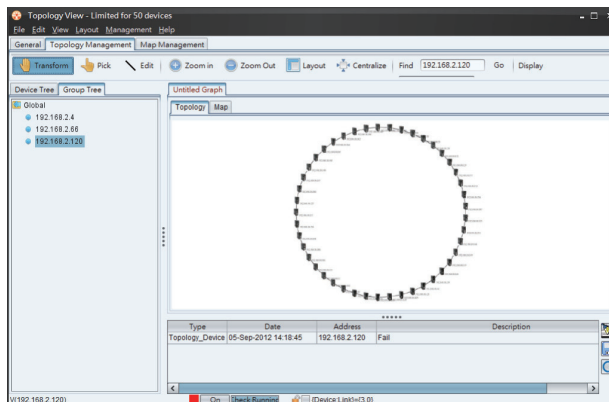 Topology View - Limited for 50 devices
File Edit View Layout Management Help
General Topology Management Map Management
Transform Pick Edit Zoom in Zoom Out Layout Centralize Find 192.168.2.120 Go Display
Device Tree Group Tree Untitled Graph
Global Topology Map
192.168.2.4
192.168.2.66
192.168.2.120
Type Date Address Description
Topology_Device 05-Sep-2012 14:18:45 192.168.2.120 Fail
V(192.168.2.120) On Check Running {Device:Link}={3,0}